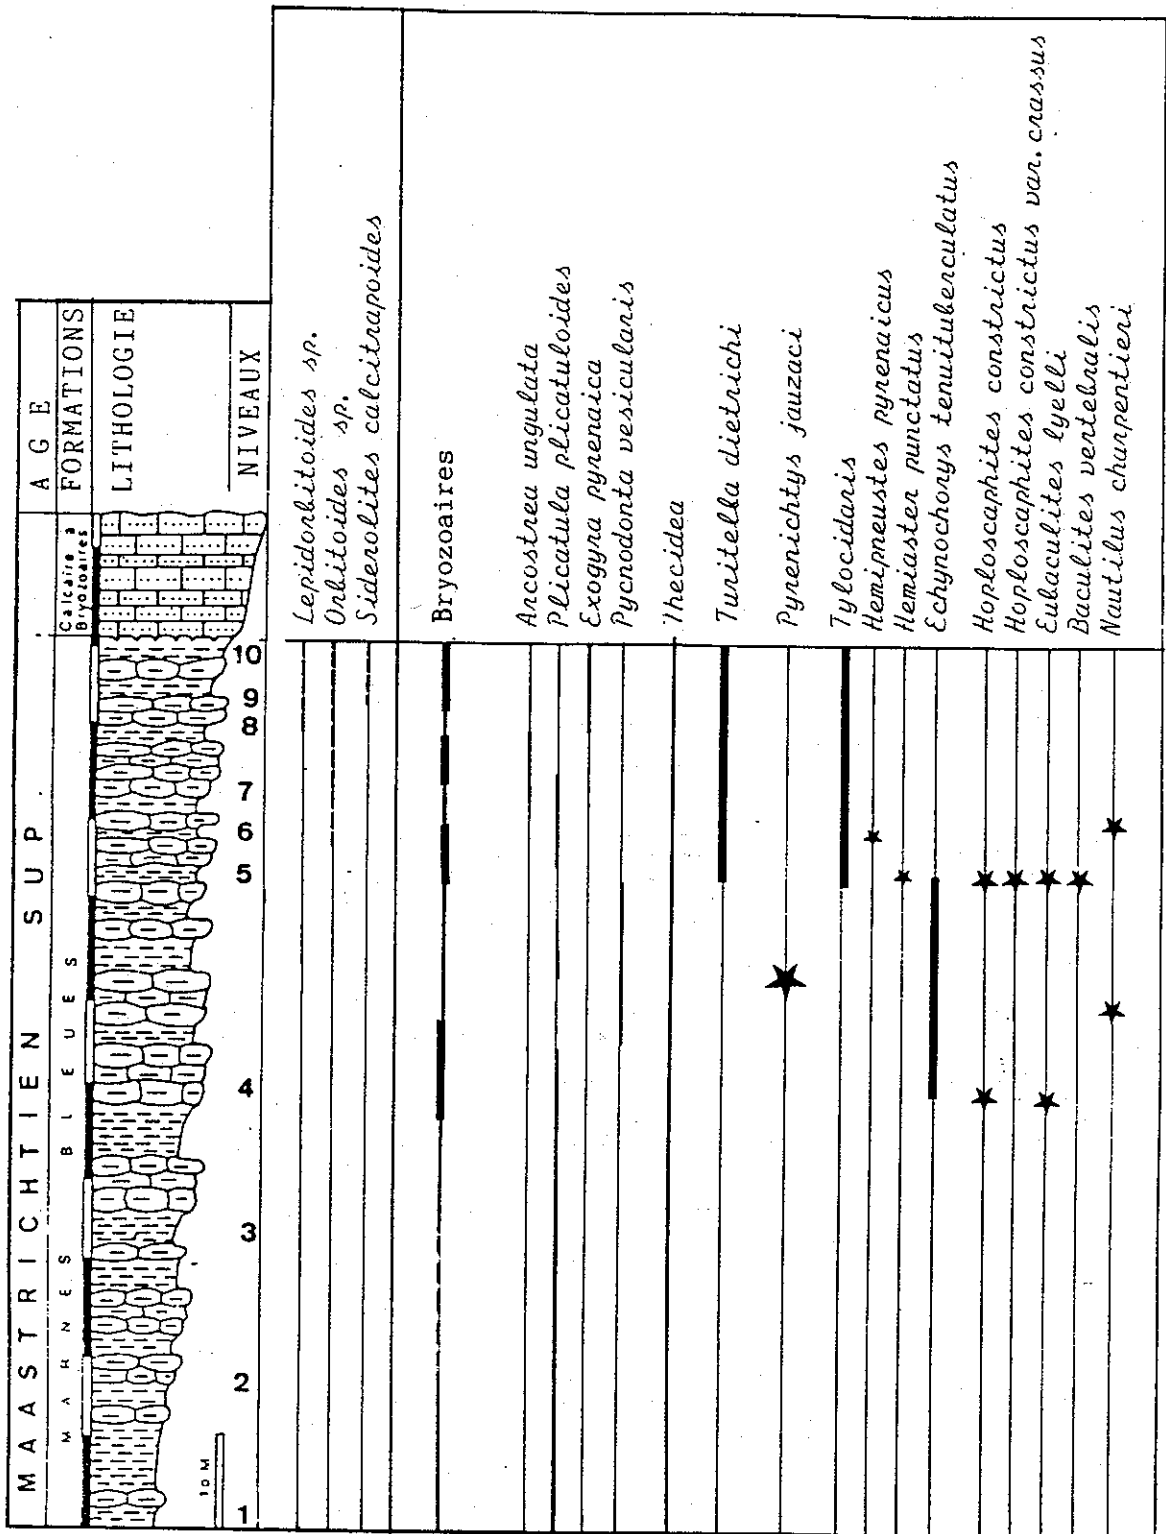 AGE
MAASTRICHTIEN SUP.
FORMATIONS
MARNES BLEUES
Calcaire à
Bryozoaires
LITHOLOGIE
10 M
NIVEAUX
1
2
3
4
5
6
7
8
9
10
Lepidorbitoides sp.
Orbitoides sp.
Siderolites calcitrapoides
Bryozoaires
Arcostrea ungulata
Plicatula plicatuloides
Exogyra pyrenaica
Pycnodonta vesicularis
Thecidea
Turitella dietrichi
Pyrenichtys jauzaci
Tylocidaris
Hemipneustes pyrenaicus
Hemiaster punctatus
Echynochorys tenuituberculatus
Hoploscaphites constrictus
Hoploscaphites constrictus var. crassus
Eubaculites lyelli
Baculites vertebralis
Nautilus charpentieri